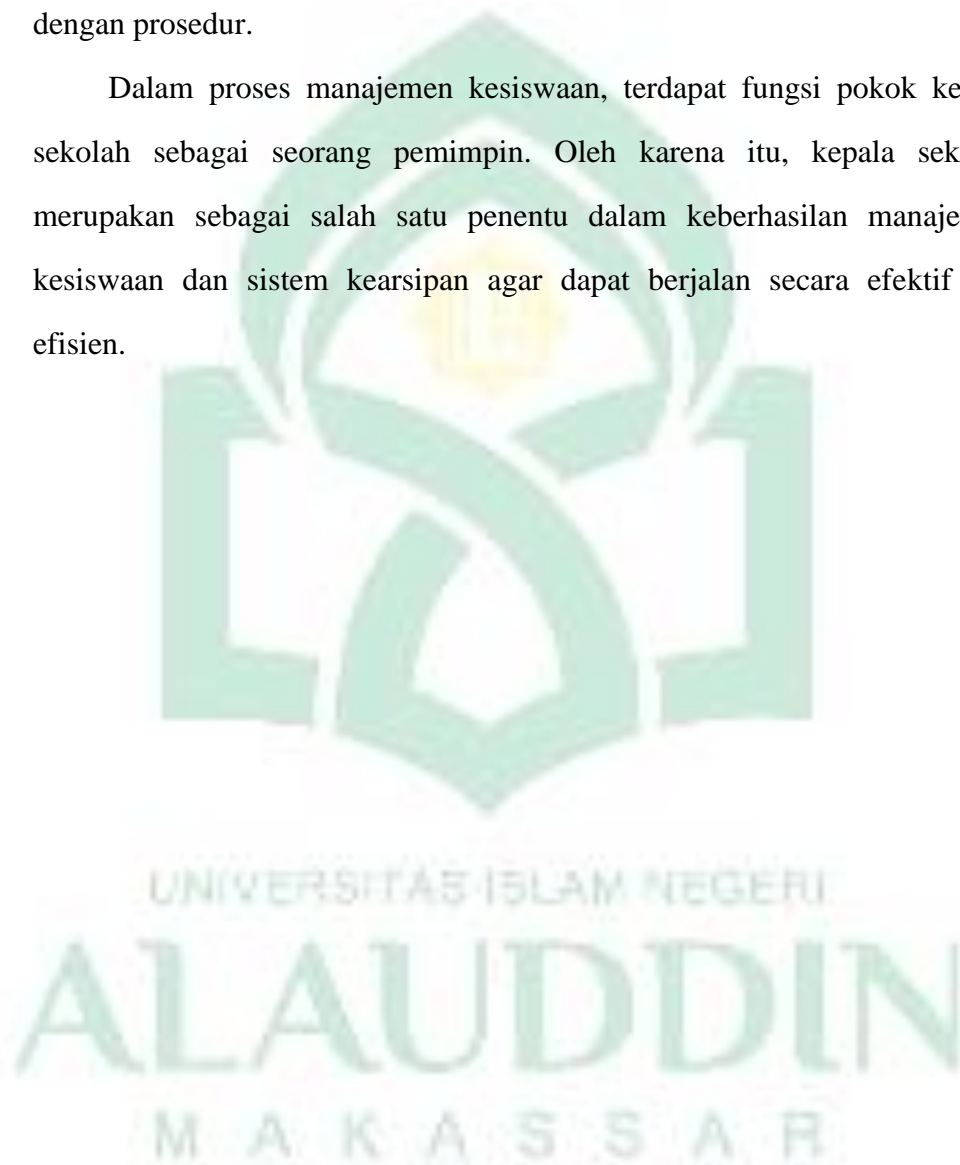 dengan prosedur.
Dalam proses manajemen kesiswaan, terdapat fungsi pokok ke
sekolah sebagai seorang pemimpin. Oleh karena itu, kepala sek
merupakan sebagai salah satu penentu dalam keberhasilan manaje
kesiswaan dan sistem kearsipan agar dapat berjalan secara efektif
efisien.
UNIVERSITAS ISLAM NEGERI
ALAUDDIN
MAKASSAR